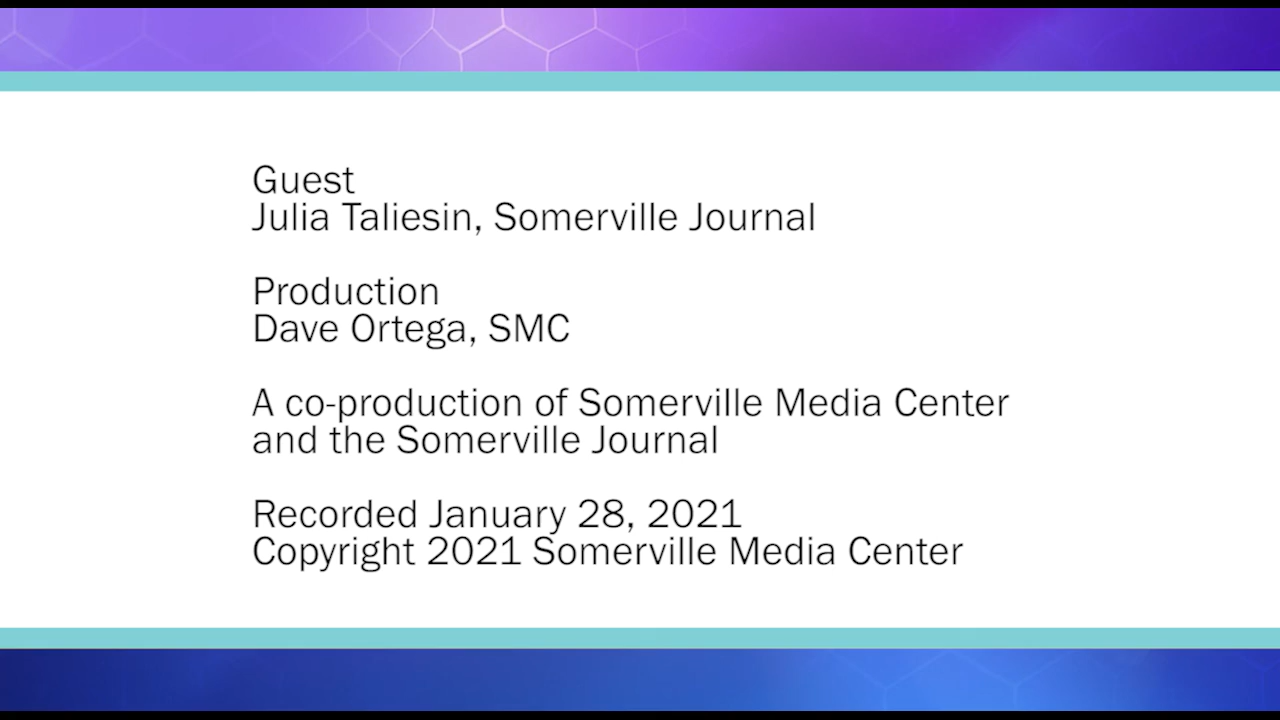 Guest
Julia Taliesin, Somerville Journal
Production
Dave Ortega, SMC
A co-production of Somerville Media Center
and the Somerville Journal
Recorded January 28, 2021
Copyright 2021 Somerville Media Center